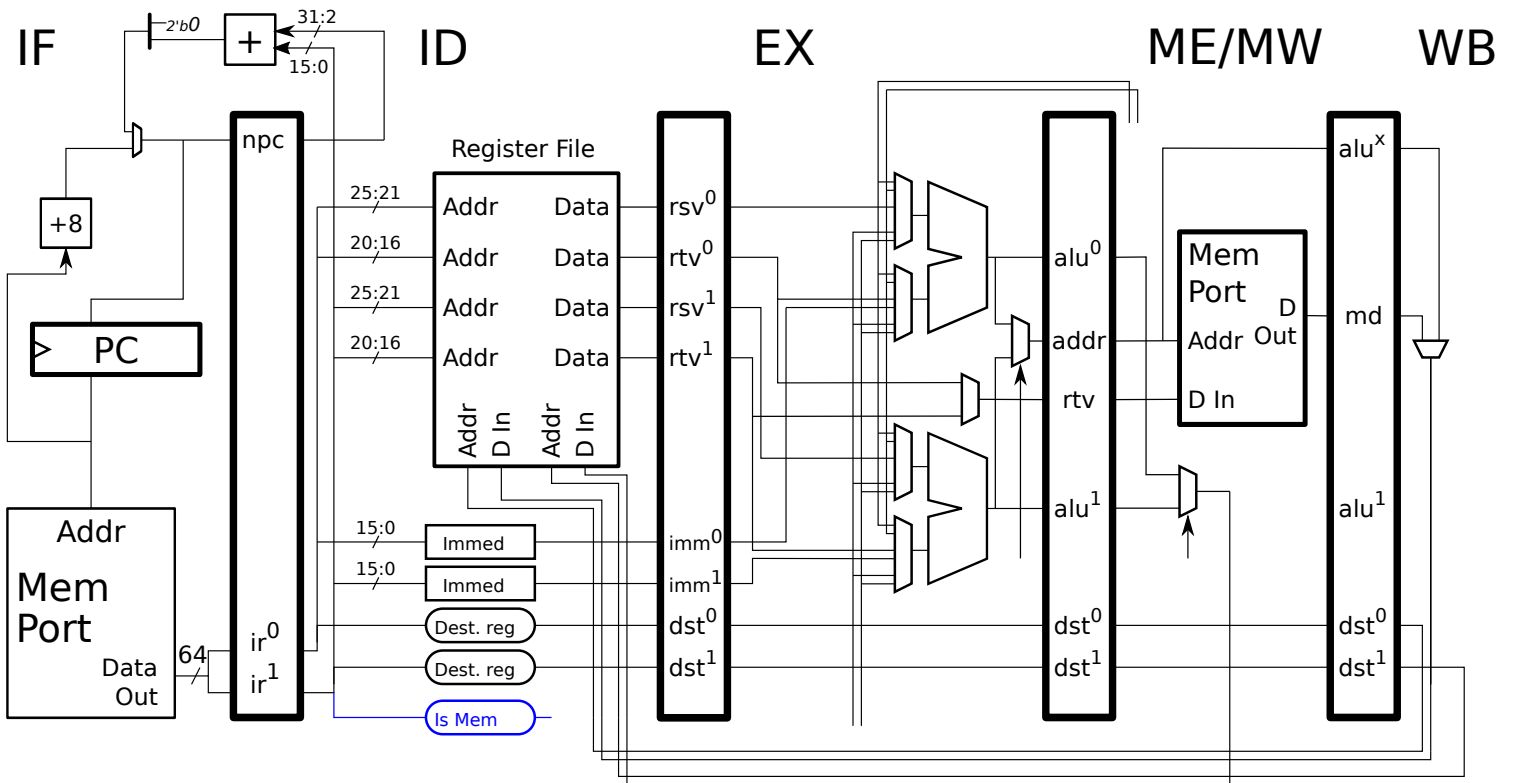 IF
ID
EX
ME/MW
WB
2'b0
+
31:2
15:0
npc
+8
PC
Addr
Mem
Port
Data
Out
64
ir0
ir1
Register File
25:21
20:16
25:21
20:16
Addr
Addr
Addr
Addr
Data
Data
Data
Data
Addr
D In
Addr
D In
15:0
Immed
15:0
Immed
Dest. reg
Dest. reg
Is Mem
rsv0
rtv0
rsv1
rtv1
imm0
imm1
dst0
dst1
alu0
addr
rtv
alu1
dst0
dst1
Mem
Port
D
Out
Addr
D In
alux
md
alu1
dst0
dst1